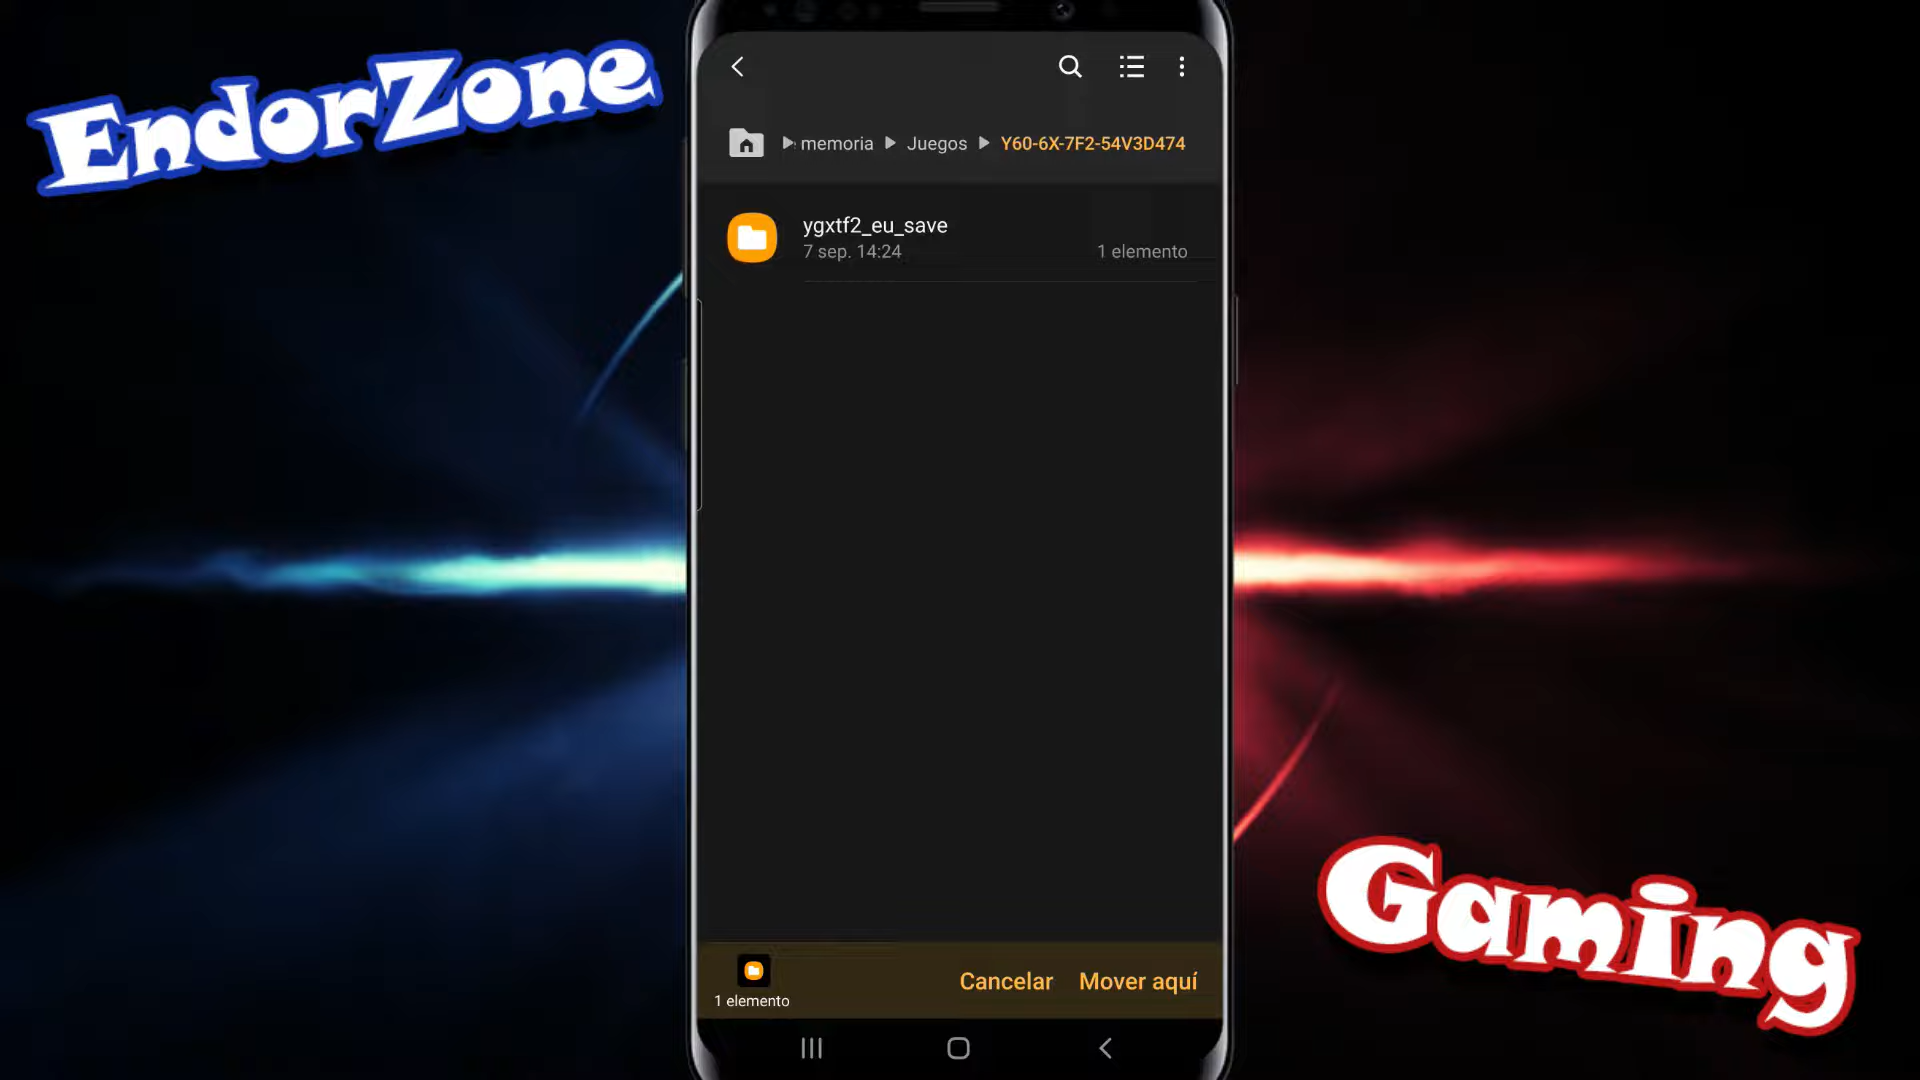 EndorZone
memoria Juegos Y60-6X-7F2-54V3D474
ygxtf2_eu_save
7 sep. 14:24 1 elemento
1 elemento
Cancelar Mover aquí
Gaming